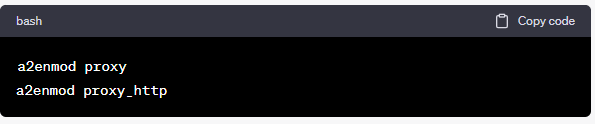 bash
Copy code
a2enmod proxy
a2enmod proxy_http